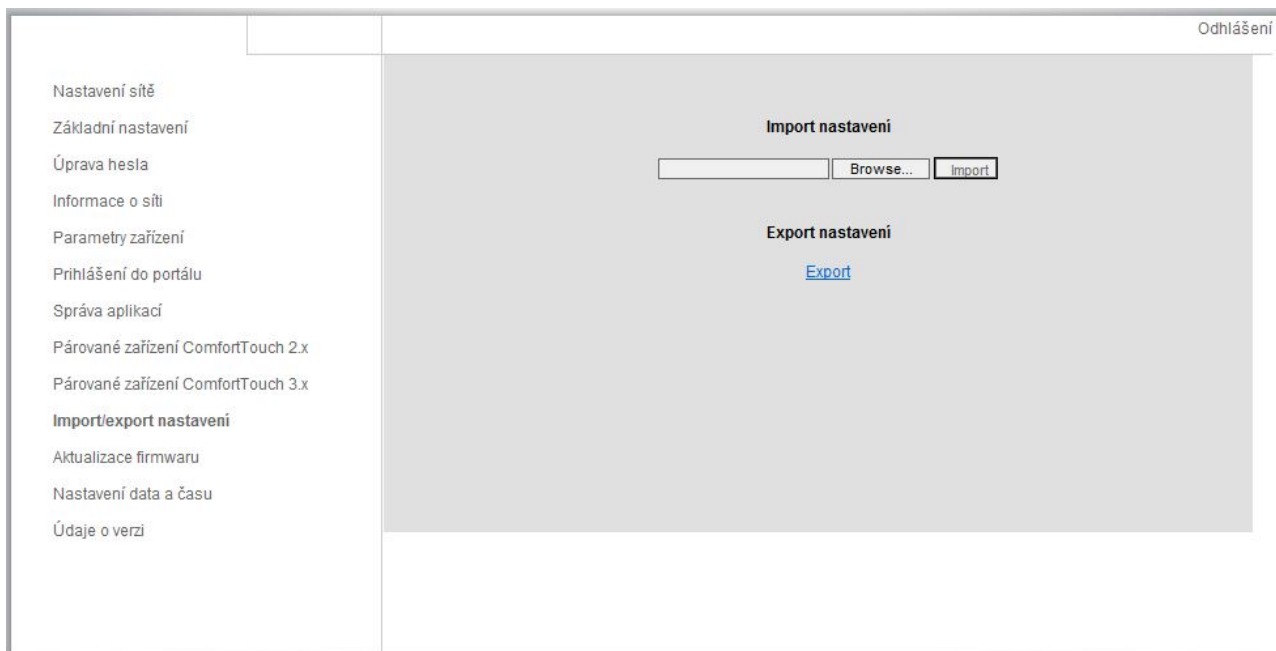 Odhlášení
Nastavení sítě
Základní nastavení
Úprava hesla
Informace o síti
Parametry zařízení
Prihlášení do portálu
Správa aplikací
Párované zařízení ComfortTouch 2.x
Párované zařízení ComfortTouch 3.x
Import/export nastavení
Aktualizace firmwaru
Nastavení data a času
Údaje o verzi
Import nastavení
Browse... Import
Export nastavení
Export